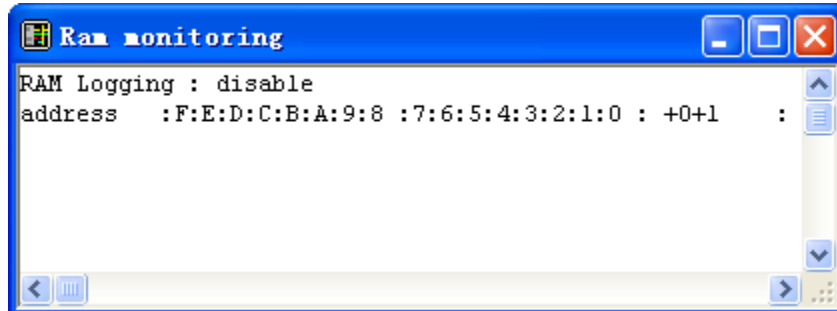 Ram monitoring
RAM Logging : disable
address   :F:E:D:C:B:A:9:8 :7:6:5:4:3:2:1:0 : +0+1    :